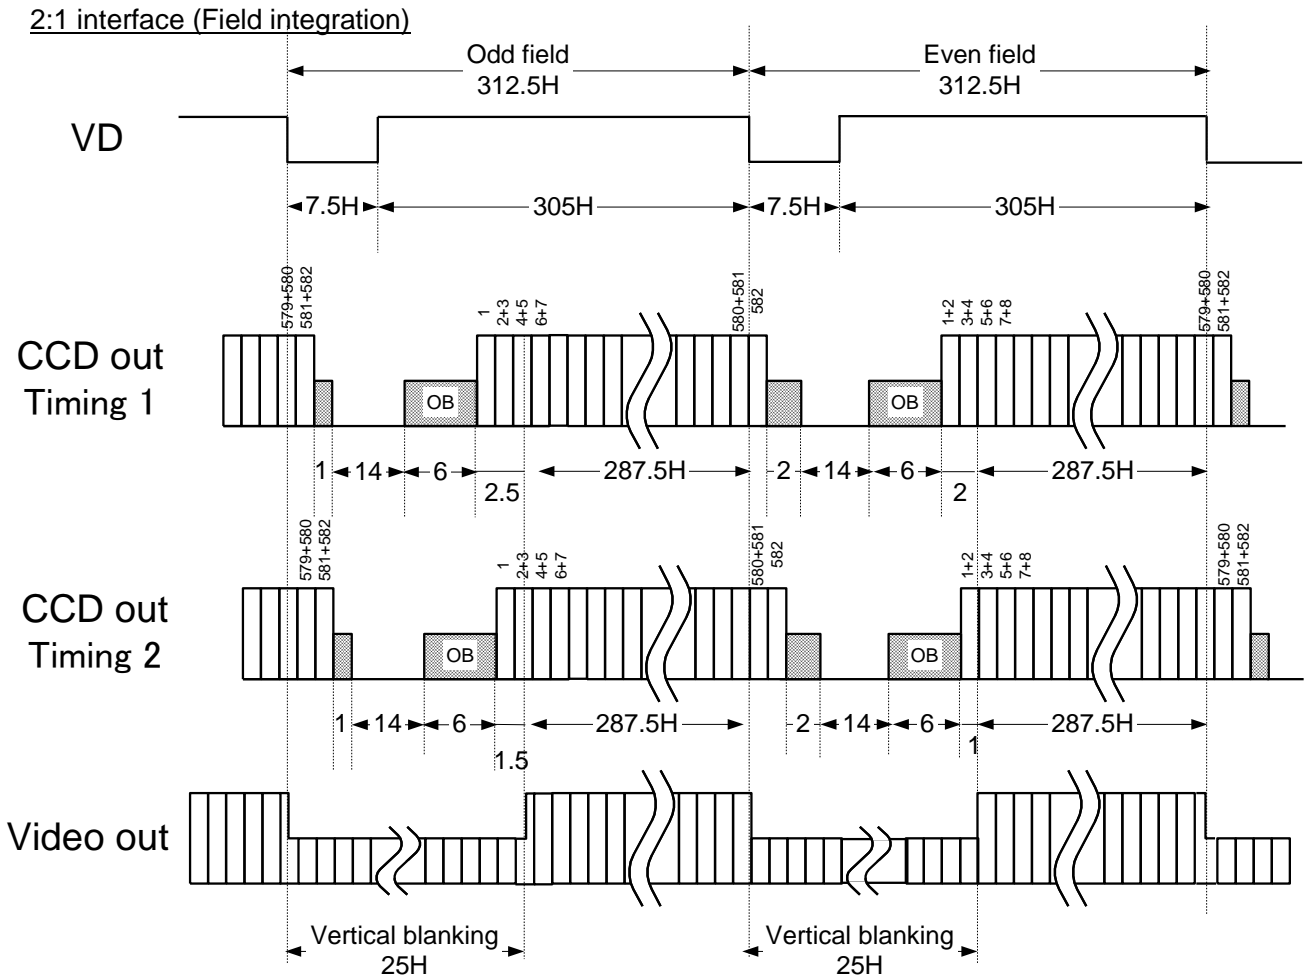 2:1 interface (Field integration)
Odd field
312.5H
Even field
312.5H
VD
7.5H
305H
7.5H
305H
579+580
581+582
1
2+3
4+5
6+7
580+581
582
1+2
3+4
5+6
7+8
579+580
581+582
CCD out
Timing 1
OB
OB
1
14
6
2.5
287.5H
2
14
6
2
287.5H
579+580
581+582
1
2+3
4+5
6+7
580+581
582
1+2
3+4
5+6
7+8
579+580
581+582
CCD out
Timing 2
OB
OB
1
14
6
1.5
287.5H
2
14
6
1
287.5H
Video out
Vertical blanking
25H
Vertical blanking
25H